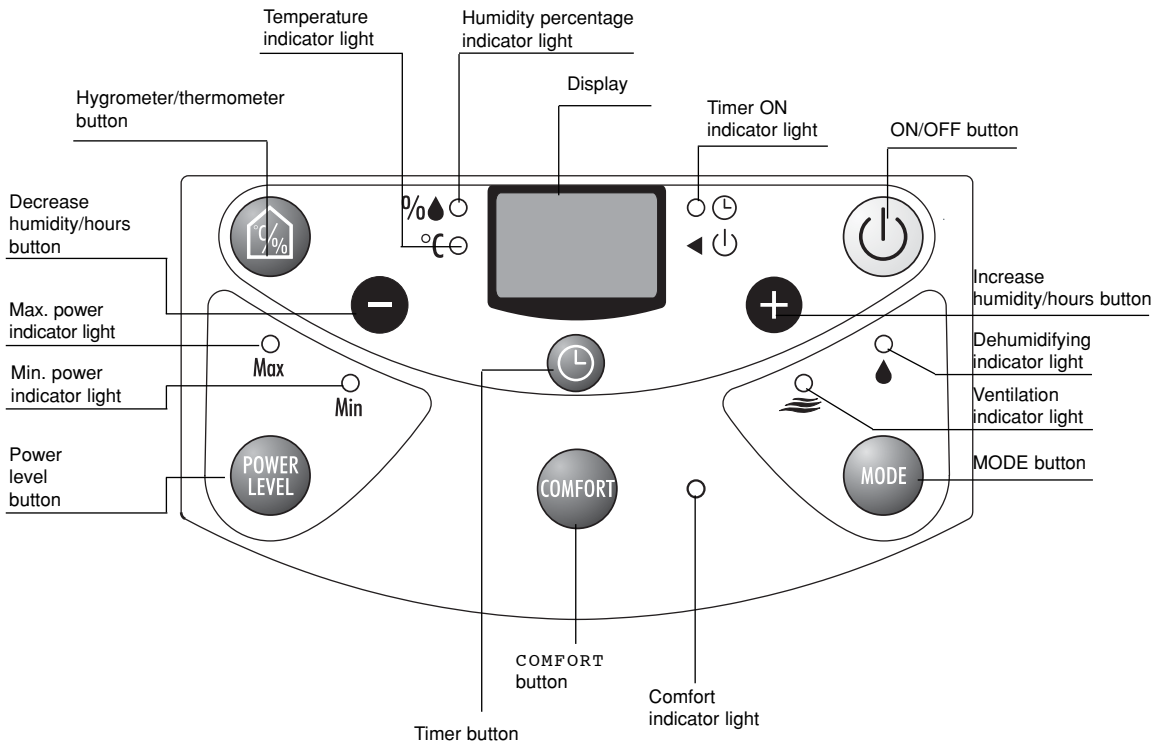 Temperature
indicator light
Humidity percentage
indicator light
Display
Hygrometer/thermometer
button
Timer ON
indicator light
ON/OFF button
Decrease
humidity/hours
button
%
°C
°C/%
Increase
humidity/hours button
Max. power
indicator light
Max
Min. power
indicator light
Min
Dehumidifying
indicator light
Ventilation
indicator light
Power
level
button
POWER
LEVEL
COMFORT
MODE
MODE button
COMFORT
button
Comfort
indicator light
Timer button